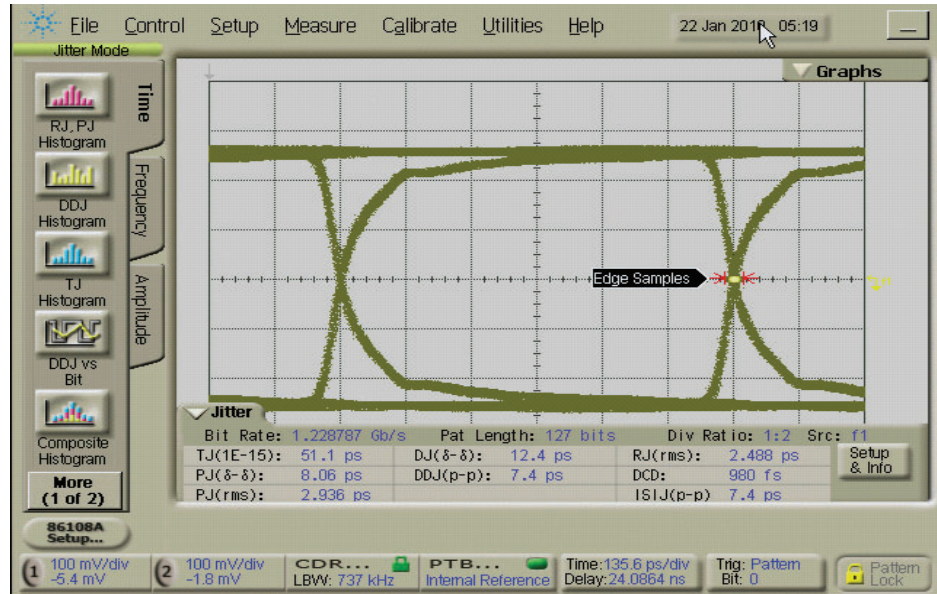 File Control Setup Measure Calibrate Utilities Help 22 Jan 2010 05:19
Jitter Mode
Graphs
RJ, PJ
Histogram
DDJ
Histogram
TJ
Histogram
DDJ vs
Bit
Composite
Histogram
More
(1 of 2)
86108A
Setup...
Time
Frequency
Amplitude
Edge Samples
Jitter
Bit Rate: 1.228787 Gb/s Pat Length: 127 bits Div Ratio: 1:2 Src: f1
TJ(1E-15): 51.1 ps DJ(δ-δ): 12.4 ps RJ(rms): 2.488 ps
PJ(δ-δ): 8.06 ps DDJ(p-p): 7.4 ps DCD: 980 fs
PJ(rms): 2.936 ps ISIJ(p-p) 7.4 ps
Setup
& Info
1 100 mV/div 2 100 mV/div CDR... PTB... Time:135.6 ps/div Trig: Pattern Pattern
-5.4 mV -1.8 mV LBW: 737 kHz Internal Reference Delay:24.0864 ns Bit: 0 Lock